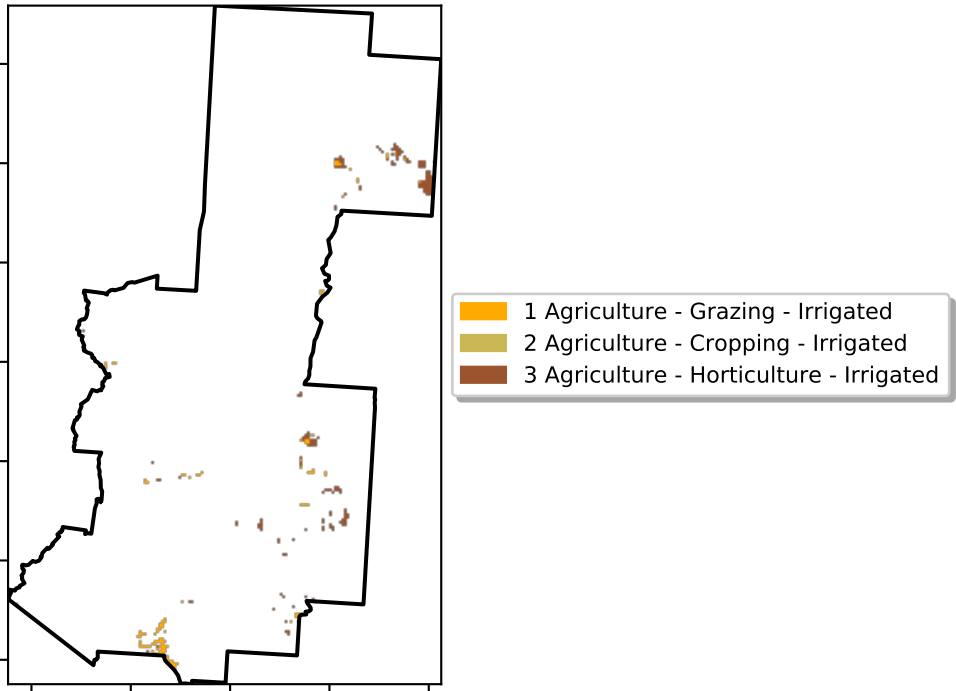 1 Agriculture - Grazing - Irrigated
2 Agriculture - Cropping - Irrigated
3 Agriculture - Horticulture - Irrigated